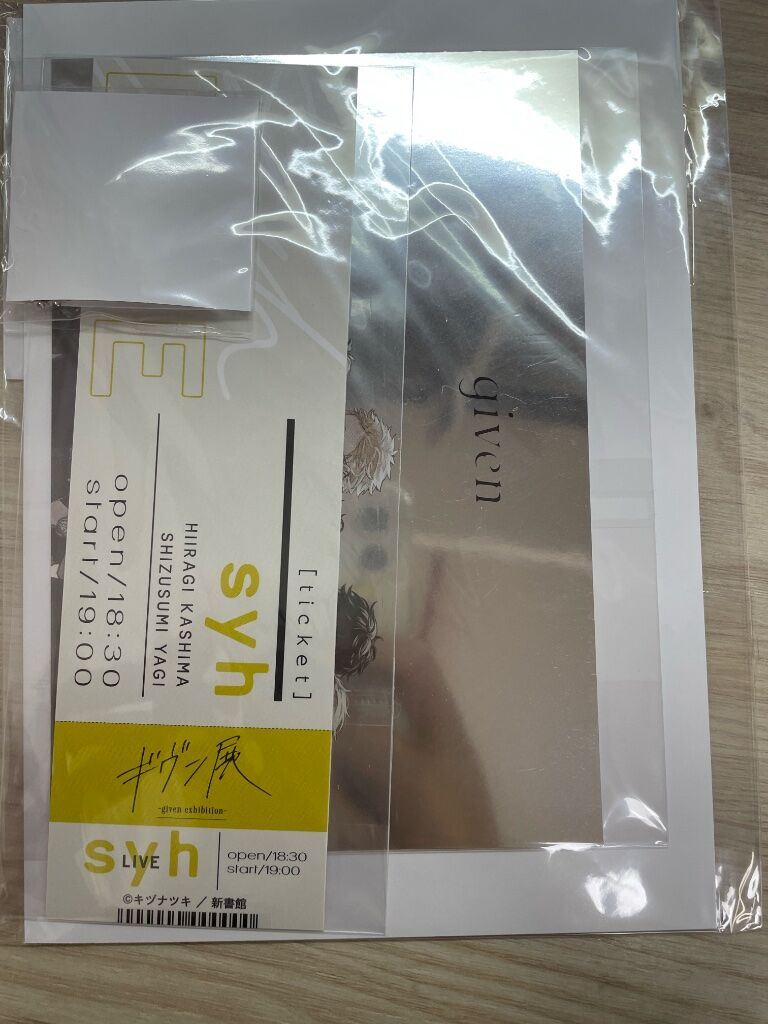 given
[ticket]
syh
HIIRAGI KASHIMA
SHIZUSUMI YAGI
open/18:30
start/19:00
E
ギヴン展
-given exhibition-
syh
LIVE
open/18:30
start/19:00
©キヅナツキ／新書館